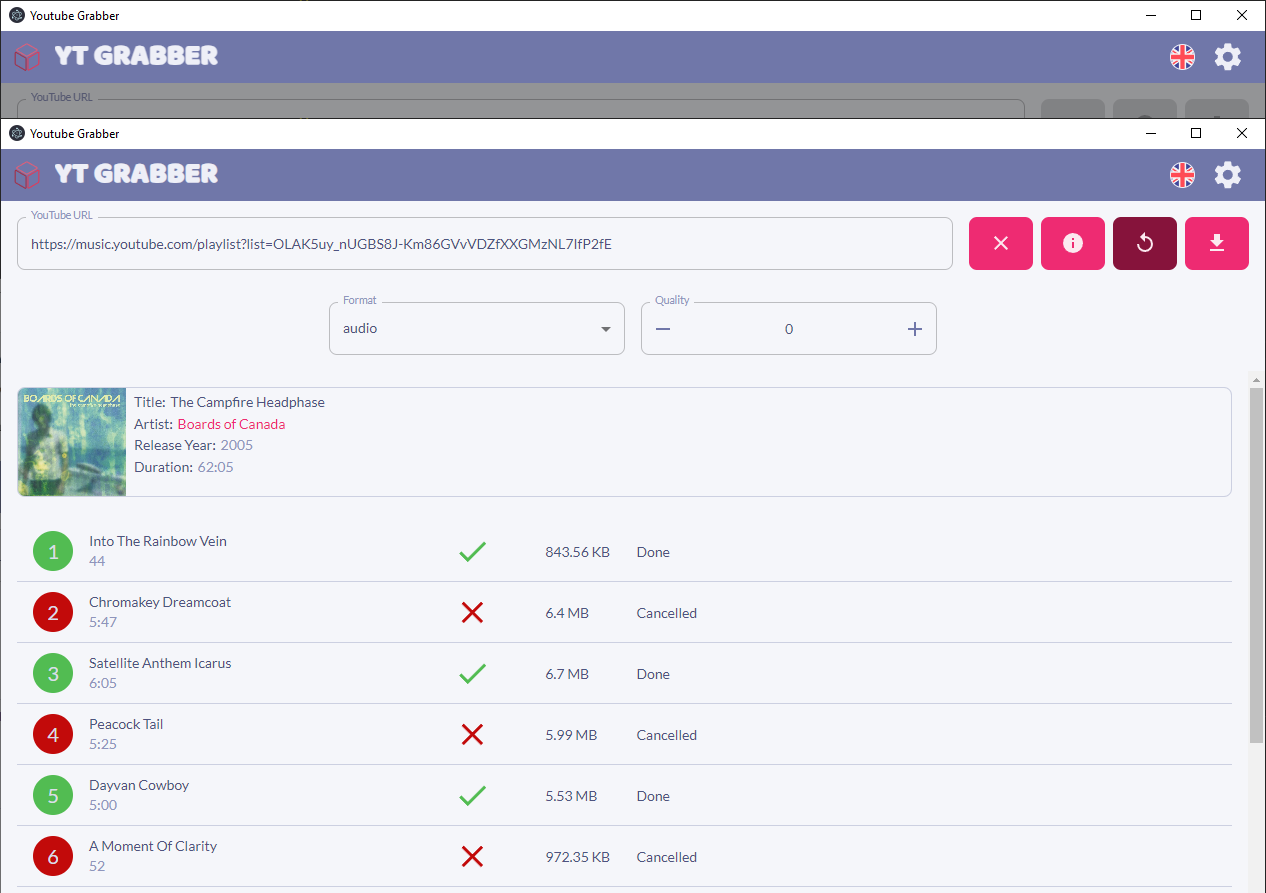 Youtube Grabber
YT GRABBER
YouTube URL
Youtube Grabber
YT GRABBER
YouTube URL
https://music.youtube.com/playlist?list=OLAK5uy_nUGBS8J-Km86GVvVDZfXXGMzNL7IfP2fE
Format
audio
Quality
0
BOARDS OF CANADA
the campfire headphase
Title: The Campfire Headphase
Artist: Boards of Canada
Release Year: 2005
Duration: 62:05
1
Into The Rainbow Vein
44
843.56 KB
Done
2
Chromakey Dreamcoat
5:47
6.4 MB
Cancelled
3
Satellite Anthem Icarus
6:05
6.7 MB
Done
4
Peacock Tail
5:25
5.99 MB
Cancelled
5
Dayvan Cowboy
5:00
5.53 MB
Done
6
A Moment Of Clarity
52
972.35 KB
Cancelled